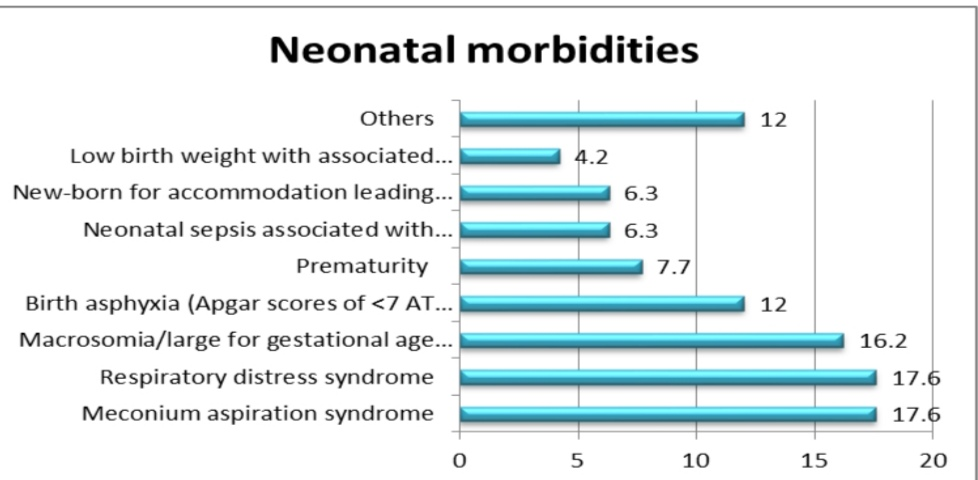 Neonatal morbidities
Others 12
Low birth weight with associated... 4.2
New-born for accommodation leading... 6.3
Neonatal sepsis associated with... 6.3
Prematurity 7.7
Birth asphyxia (Apgar scores of <7 AT... 12
Macrosomia/large for gestational age... 16.2
Respiratory distress syndrome 17.6
Meconium aspiration syndrome 17.6
0 5 10 15 20